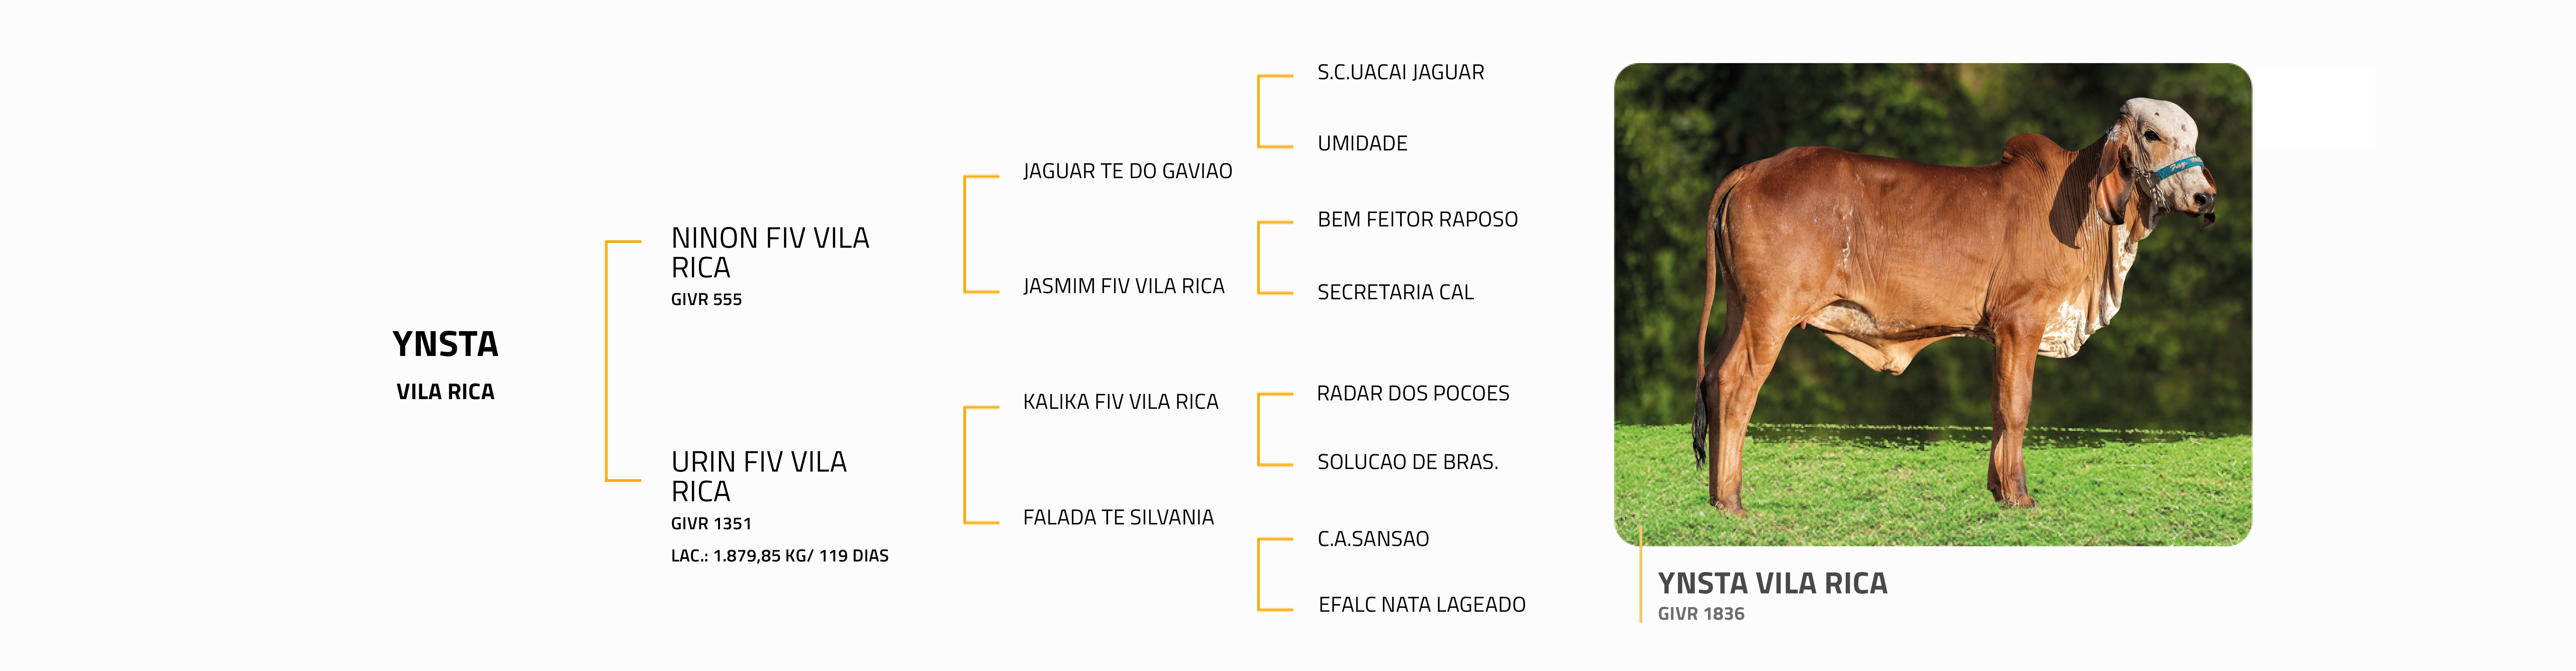 YNSTA
VILA RICA
NINON FIV VILA
RICA
GIVR 555
URIN FIV VILA
RICA
GIVR 1351
LAC.: 1.879,85 KG/ 119 DIAS
JAGUAR TE DO GAVIAO
JASMIM FIV VILA RICA
KALIKA FIV VILA RICA
FALADA TE SILVANIA
S.C.UACAI JAGUAR
UMIDADE
BEM FEITOR RAPOSO
SECRETARIA CAL
RADAR DOS POCOES
SOLUCAO DE BRAS.
C.A.SANSAO
EFALC NATA LAGEADO
YNSTA VILA RICA
GIVR 1836